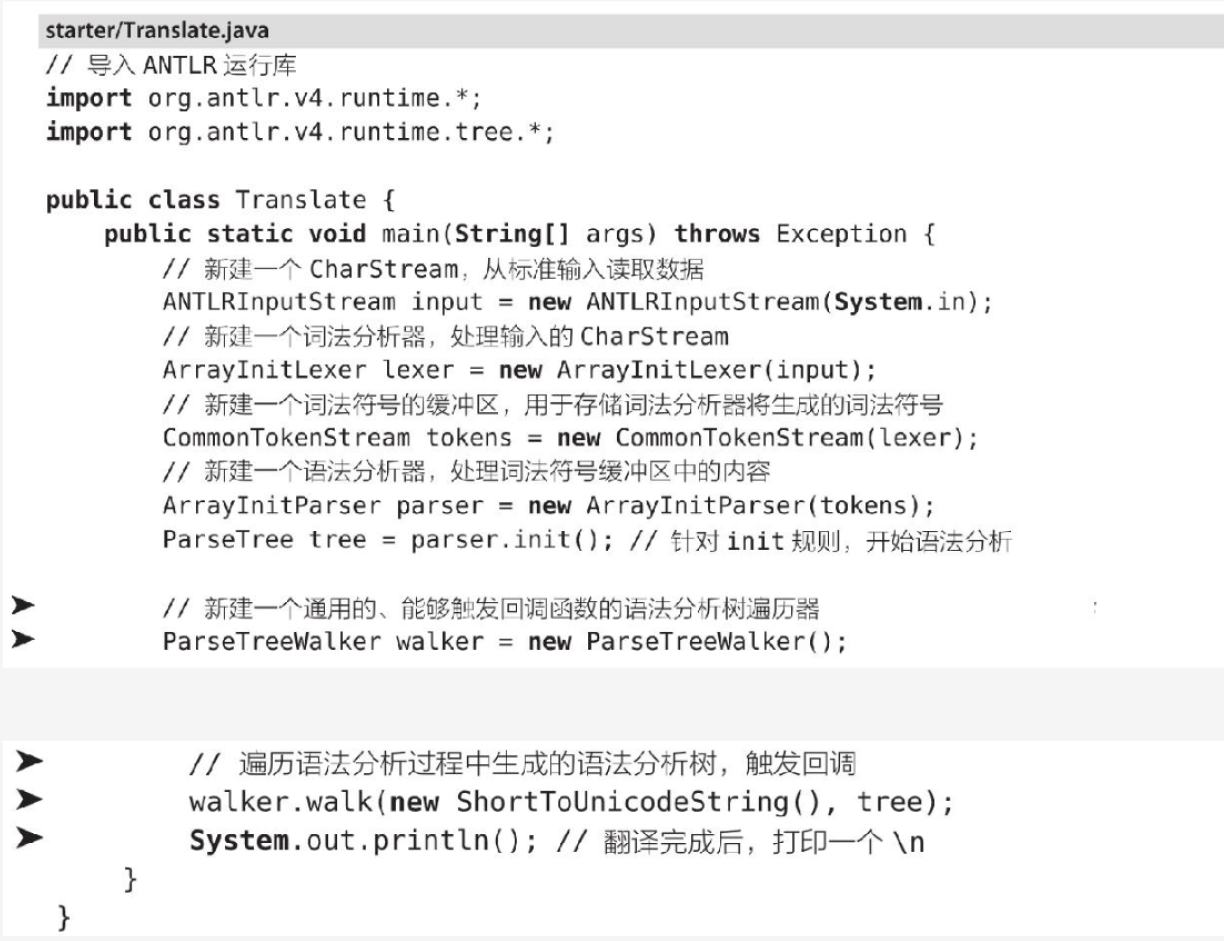 starter/Translate.java
// 导入 ANTLR 运行库
import org.antlr.v4.runtime.*;
import org.antlr.v4.runtime.tree.*;
public class Translate {
public static void main(String[] args) throws Exception {
// 新建一个 CharStream，从标准输入读取数据
ANTLRInputStream input = new ANTLRInputStream(System.in);
// 新建一个词法分析器，处理输入的 CharStream
ArrayInitLexer lexer = new ArrayInitLexer(input);
// 新建一个词法符号的缓冲区，用于存储词法分析器将生成的词法符号
CommonTokenStream tokens = new CommonTokenStream(lexer);
// 新建一个语法分析器，处理词法符号缓冲区中的内容
ArrayInitParser parser = new ArrayInitParser(tokens);
ParseTree tree = parser.init(); // 针对 init 规则，开始语法分析
// 新建一个通用的、能够触发回调函数的语法分析树遍历器
ParseTreeWalker walker = new ParseTreeWalker();
// 遍历语法分析过程中生成的语法分析树，触发回调
walker.walk(new ShortToUnicodeString(), tree);
System.out.println(); // 翻译完成后，打印一个 \n
}
}